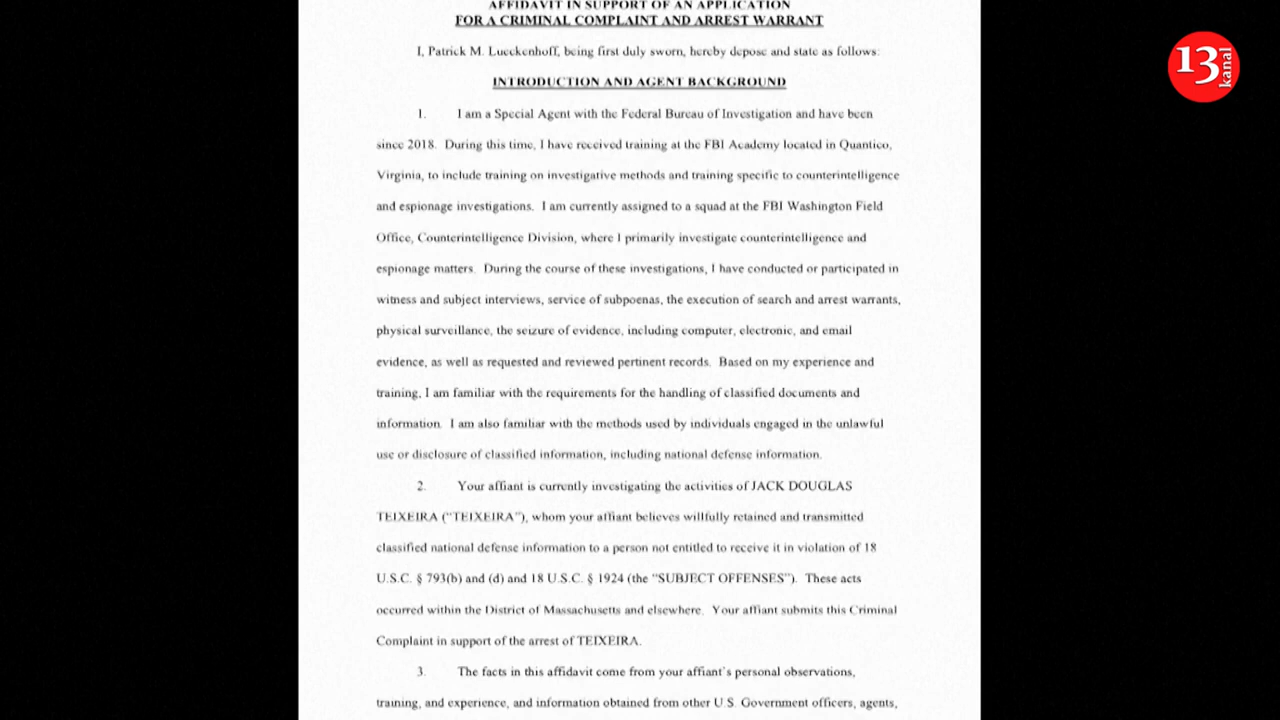 AFFIDAVIT IN SUPPORT OF AN APPLICATION
FOR A CRIMINAL COMPLAINT AND ARREST WARRANT
I, Patrick M. Lueckenhoff, being first duly sworn, hereby depose and state as follows:
INTRODUCTION AND AGENT BACKGROUND
1. I am a Special Agent with the Federal Bureau of Investigation and have been
since 2018. During this time, I have received training at the FBI Academy located in Quantico,
Virginia, to include training on investigative methods and training specific to counterintelligence
and espionage investigations. I am currently assigned to a squad at the FBI Washington Field
Office, Counterintelligence Division, where I primarily investigate counterintelligence and
espionage matters. During the course of these investigations, I have conducted or participated in
witness and subject interviews, service of subpoenas, the execution of search and arrest warrants,
physical surveillance, the seizure of evidence, including computer, electronic, and email
evidence, as well as requested and reviewed pertinent records. Based on my experience and
training, I am familiar with the requirements for the handling of classified documents and
information. I am also familiar with the methods used by individuals engaged in the unlawful
use or disclosure of classified information, including national defense information.
2. Your affiant is currently investigating the activities of JACK DOUGLAS
TEIXEIRA ("TEIXEIRA"), whom your affiant believes willfully retained and transmitted
classified national defense information to a person not entitled to receive it in violation of 18
U.S.C. § 793(b) and (d) and 18 U.S.C. § 1924 (the "SUBJECT OFFENSES"). These acts
occurred within the District of Massachusetts and elsewhere. Your affiant submits this Criminal
Complaint in support of the arrest of TEIXEIRA.
3. The facts in this affidavit come from your affiant's personal observations,
training, and experience, and information obtained from other U.S. Government officers, agents,
13
kanal